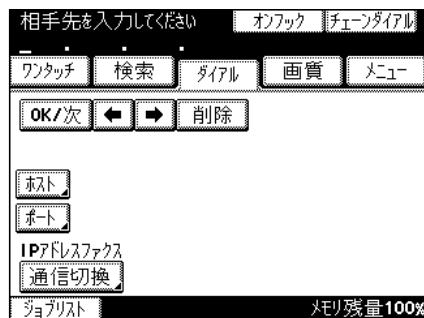 相手先を入力してください オンフック チェーンダイアル
_ . . .
ワンタッチ 検索 ダイアル 画質 メニュー
OK/次 ← → 削除
ホスト
ポート
IPアドレスファクス
通信切換
ジョブリスト メモリ残量100%